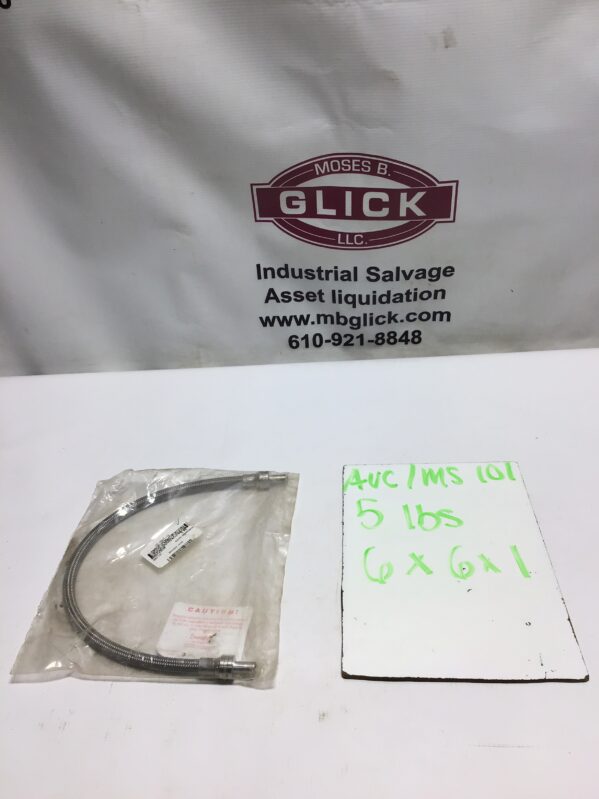 MOSES B.
GLICK
LLC.
Industrial Salvage
Asset liquidation
www.mbglick.com
610-921-8848
AUC/MS 101
5 lbs
6 x 6 x 1
CAUTION!